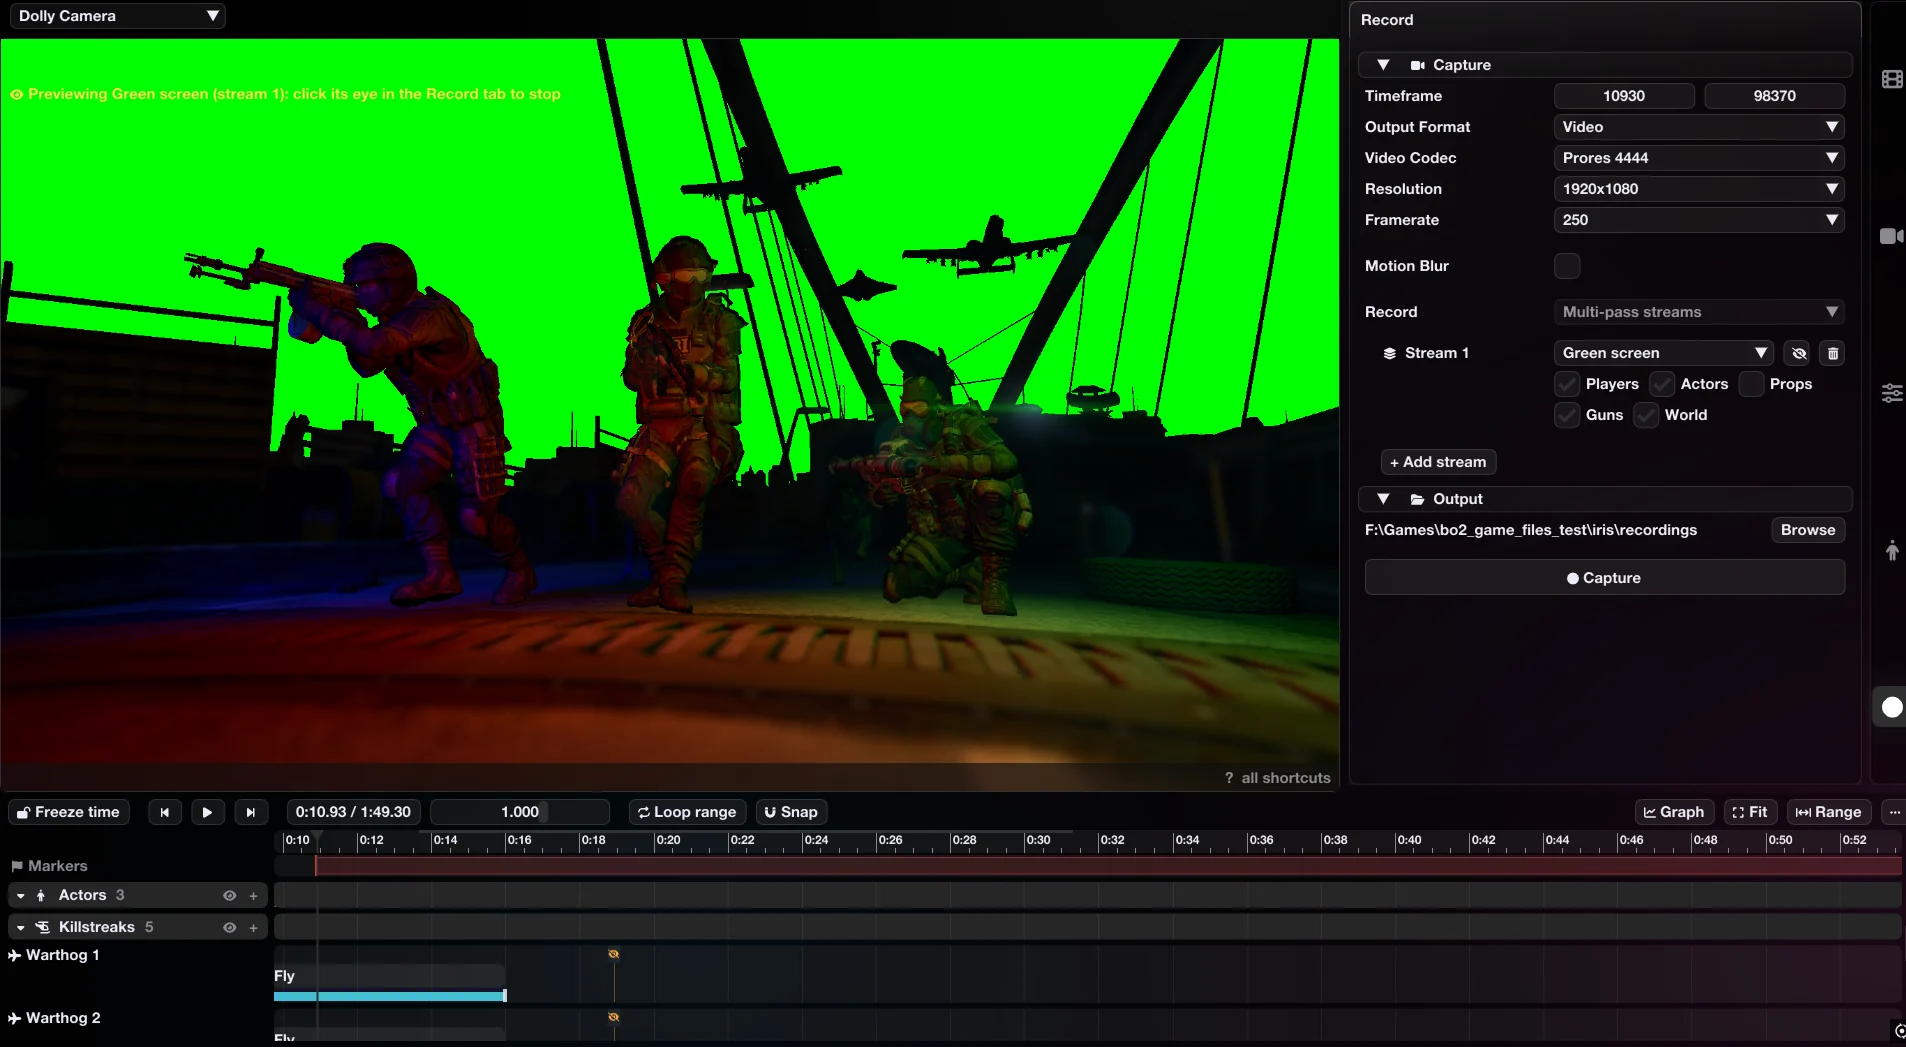 Dolly Camera
Previewing Green screen (stream 1): click its eye in the Record tab to stop
? all shortcuts
Record
Capture
Timeframe 10930 98370
Output Format Video
Video Codec Prores 4444
Resolution 1920x1080
Framerate 250
Motion Blur
Record Multi-pass streams
Stream 1 Green screen
Players Actors Props
Guns World
+ Add stream
Output
F:\Games\bo2_game_files_test\iris\recordings Browse
Capture
Freeze time 0:10.93 / 1:49.30 1.000 Loop range Snap Graph Fit Range ...
0:10 0:12 0:14 0:16 0:18 0:20 0:22 0:24 0:26 0:28 0:30 0:32 0:34 0:36 0:38 0:40 0:42 0:44 0:46 0:48 0:50 0:52
Markers
Actors 3 +
Killstreaks 5 +
Warthog 1
Fly
Warthog 2
Fly